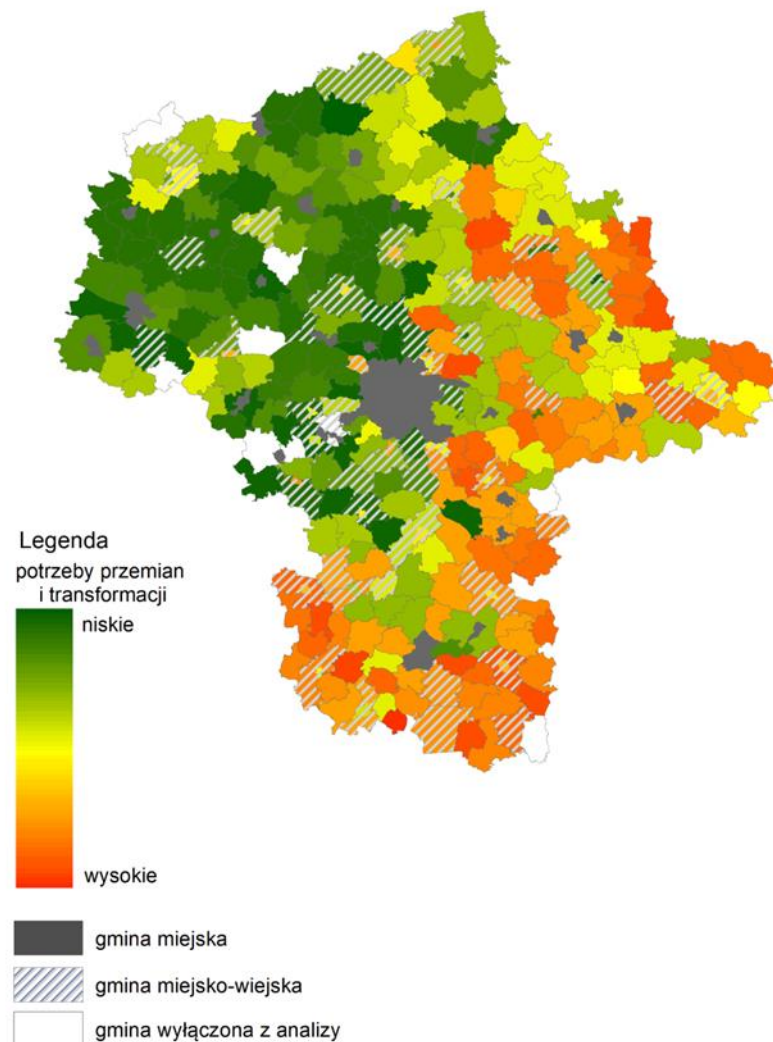 Legenda
potrzeby przemian
i transformacji
niskie
wysokie
gmina miejska
gmina miejsko-wiejska
gmina wyłączona z analizy